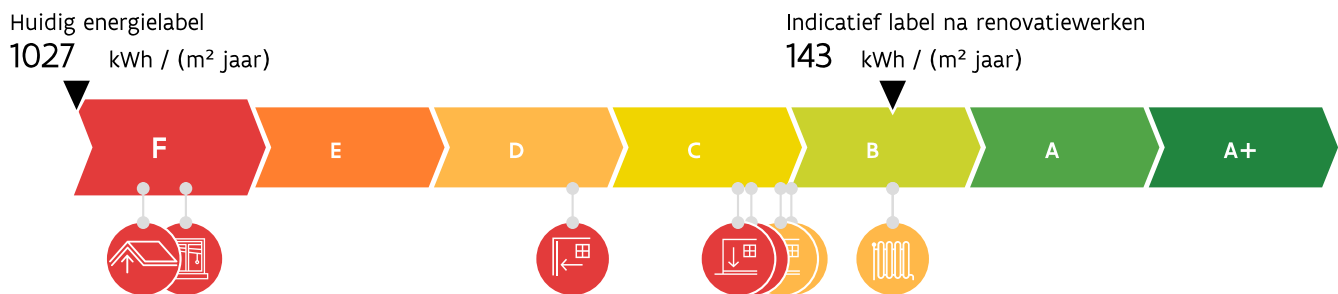 Huidig energielabel
1027 kWh / (m² jaar)
Indicatief label na renovatiewerken
143 kWh / (m² jaar)
F E D C B A A+